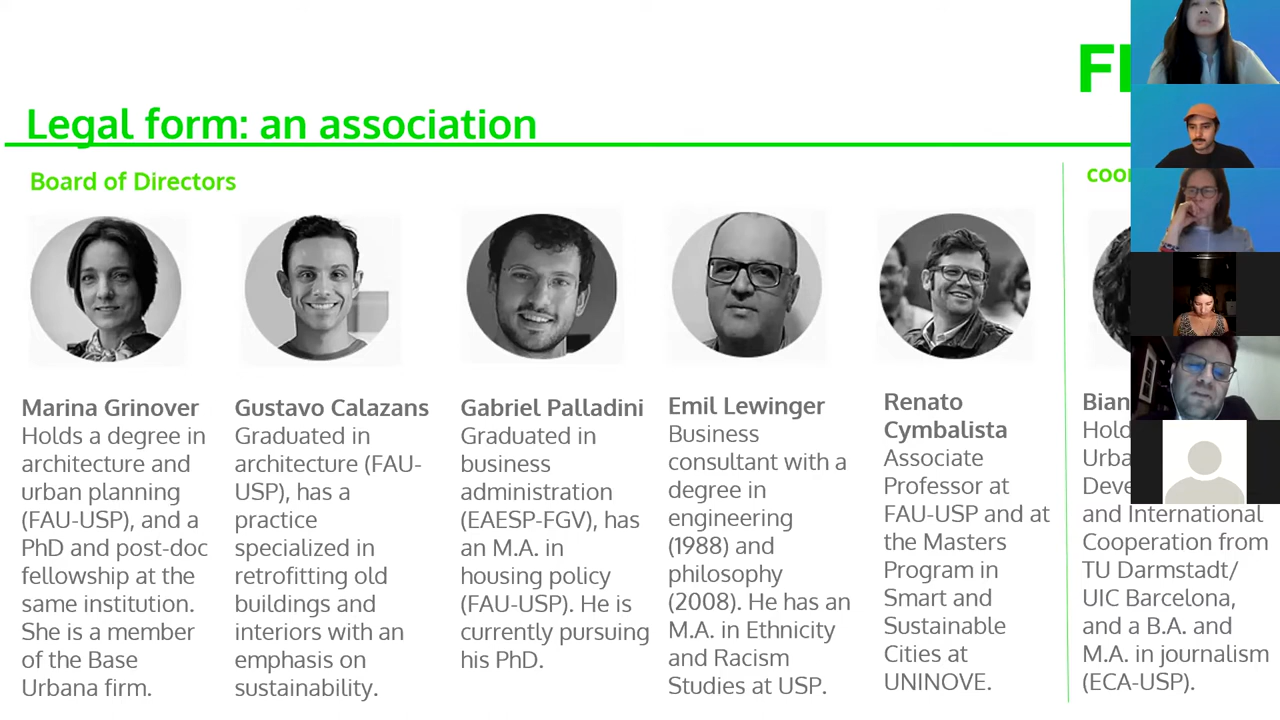 Legal form: an association
Board of Directors
Marina Grinover
Holds a degree in
architecture and
urban planning
(FAU-USP), and a
PhD and post-doc
fellowship at the
same institution.
She is a member
of the Base
Urbana firm.
Gustavo Calazans
Graduated in
architecture (FAU-
USP), has a
practice
specialized in
retrofitting old
buildings and
interiors with an
emphasis on
sustainability.
Gabriel Palladini
Graduated in
business
administration
(EAESP-FGV), has
an M.A. in
housing policy
(FAU-USP). He is
currently pursuing
his PhD.
Emil Lewinger
Business
consultant with a
degree in
engineering
(1988) and
philosophy
(2008). He has an
M.A. in Ethnicity
and Racism
Studies at USP.
Renato
Cymbalista
Associate
Professor at
FAU-USP and at
the Masters
Program in
Smart and
Sustainable
Cities at
UNINOVE.
and International
Cooperation from
TU Darmstadt/
UIC Barcelona,
and a B.A. and
M.A. in journalism
(ECA-USP).